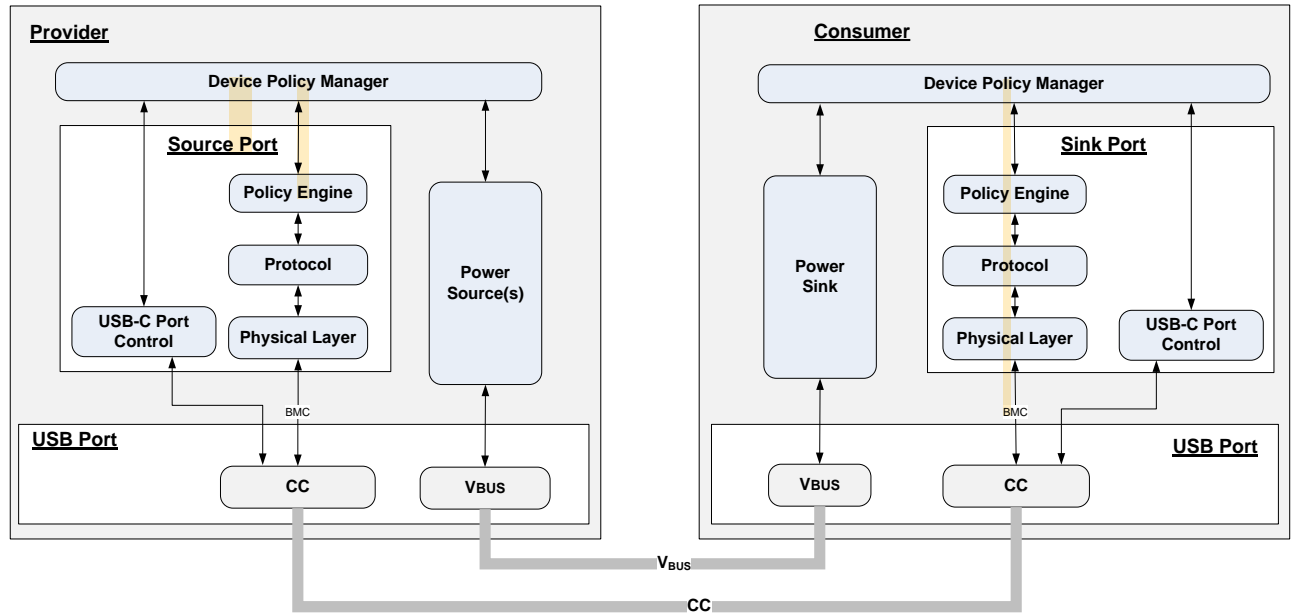 Provider
Device Policy Manager
Source Port
Policy Engine
Protocol
Physical Layer
USB-C Port
Control
Power
Source(s)
BMC
USB Port
CC
VBUS
Consumer
Device Policy Manager
Sink Port
Power
Sink
Policy Engine
Protocol
Physical Layer
USB-C Port
Control
BMC
USB Port
VBUS
CC
VBUS
CC